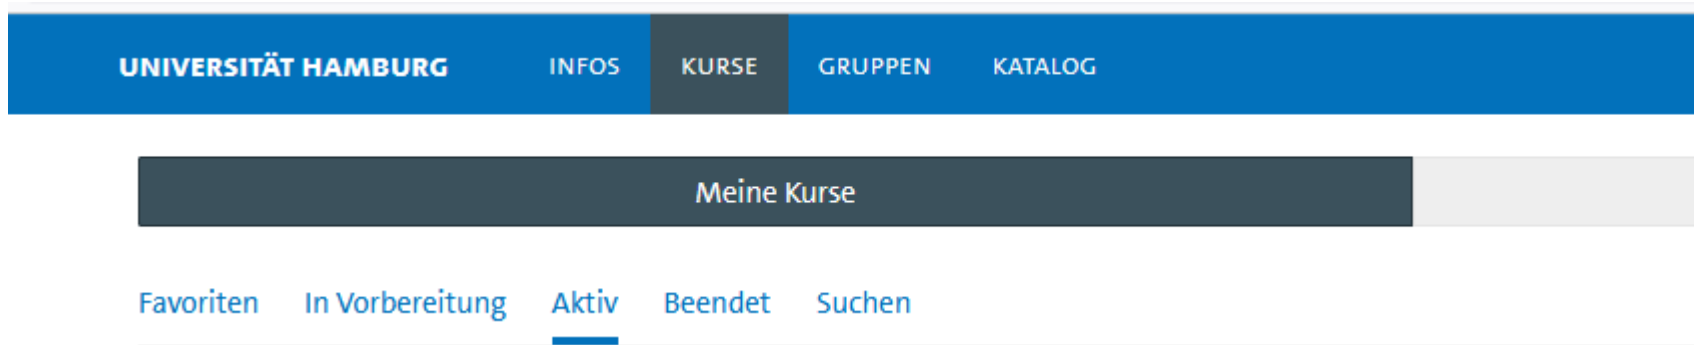 UNIVERSITÄT HAMBURG INFOS KURSE GRUPPEN KATALOG
Meine Kurse
Favoriten In Vorbereitung Aktiv Beendet Suchen